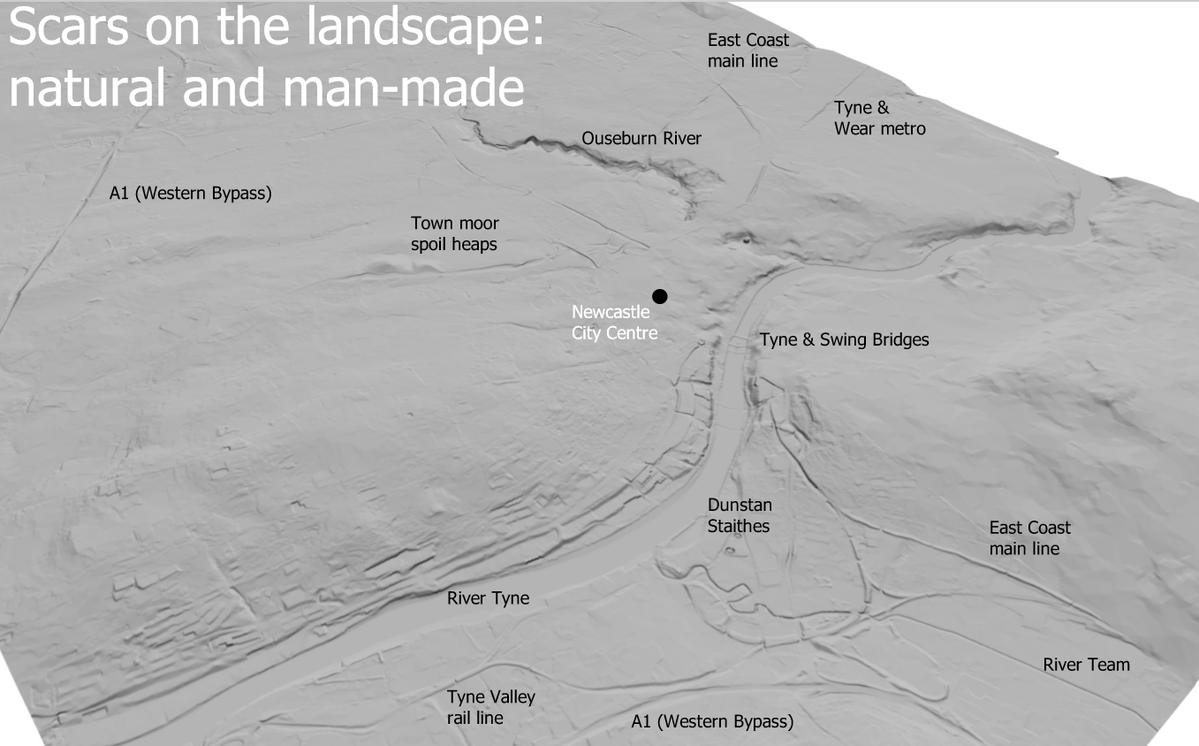 Scars on the landscape:
natural and man-made
East Coast
main line
Tyne &
Wear metro
Ouseburn River
A1 (Western Bypass)
Town moor
spoil heaps
Newcastle
City Centre
Tyne & Swing Bridges
Dunstan
Staithes
East Coast
main line
River Tyne
River Team
Tyne Valley
rail line
A1 (Western Bypass)